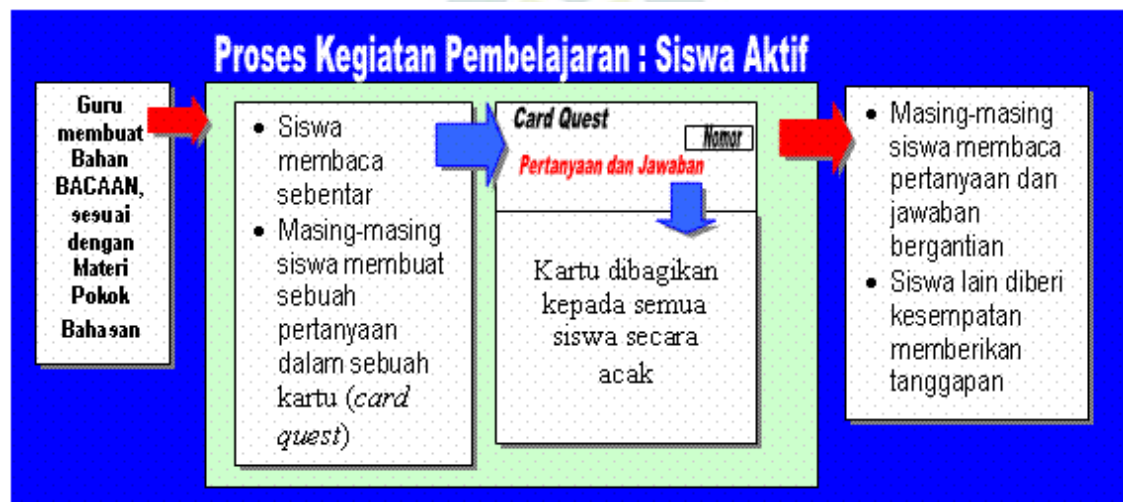 Proses Kegiatan Pembelajaran : Siswa Aktif
Guru
membuat
Bahan
BACAAN,
sesuai
dengan
Materi
Pokok
Bahasan
• Siswa
membaca
sebentar
• Masing-masing
siswa membuat
sebuah
pertanyaan
dalam sebuah
kartu (card
quest)
Card Quest
Nomor
Pertanyaan dan Jawaban
Kartu dibagikan
kepada semua
siswa secara
acak
• Masing-masing
siswa membaca
pertanyaan dan
jawaban
bergantian
• Siswa lain diberi
kesempatan
memberikan
tanggapan